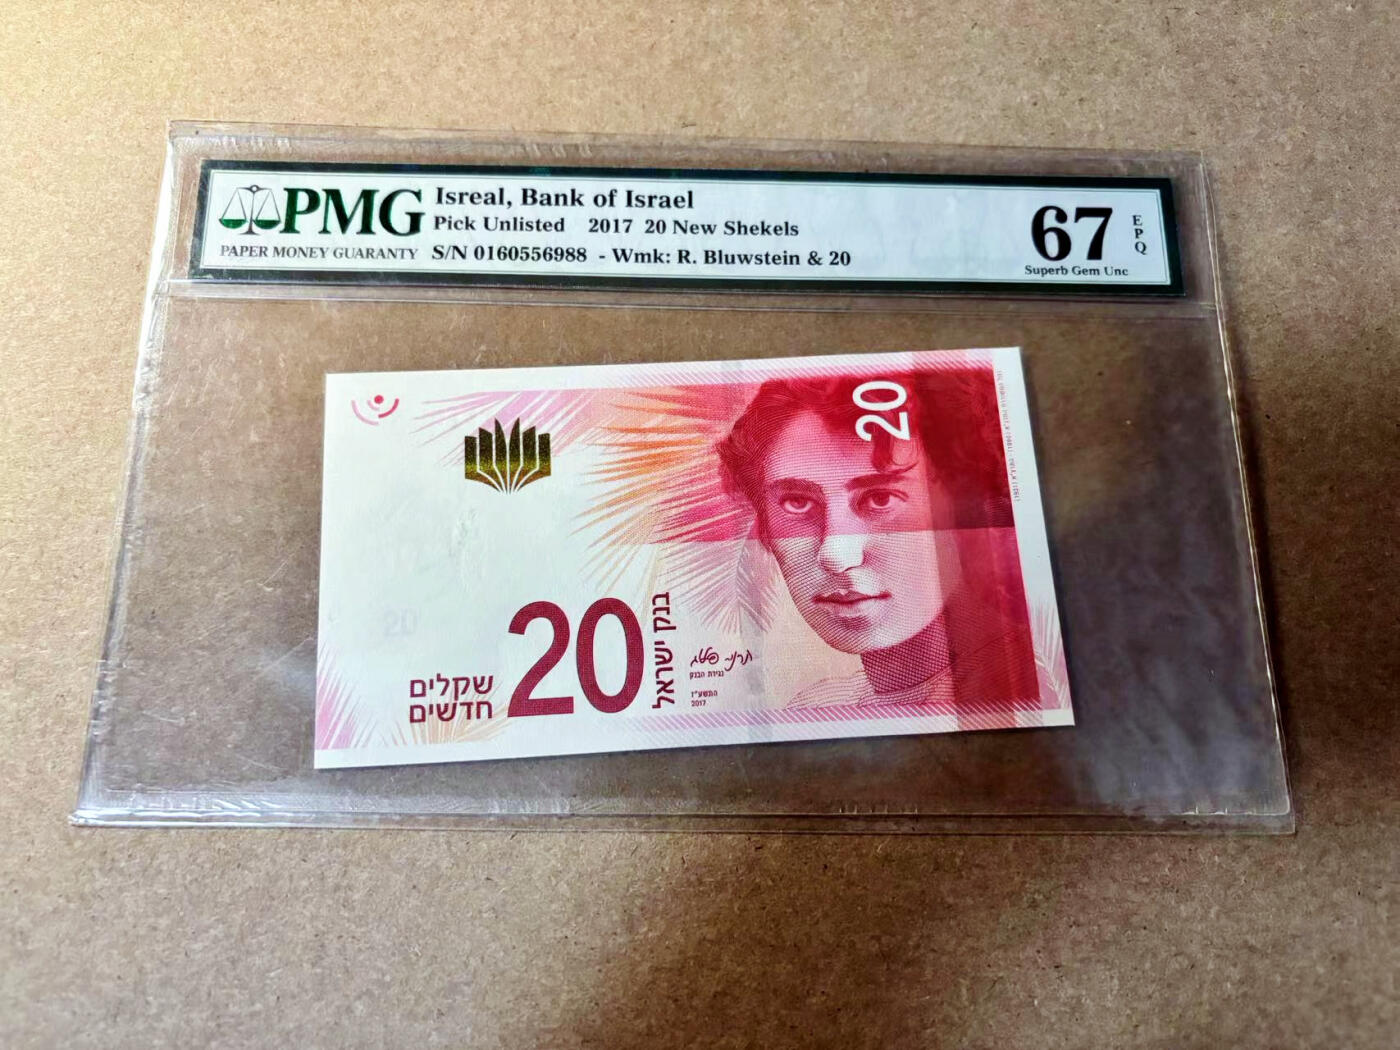 PMG
PAPER MONEY GUARANTY
Isreal, Bank of Israel
Pick Unlisted 2017 20 New Shekels
S/N 0160556988 - Wmk: R. Bluwstein & 20
67
EPQ
Superb Gem Unc
20
20
20
שקלים
חדשים
בנק ישראל
נגידת הבנק
התשע"ז
2017